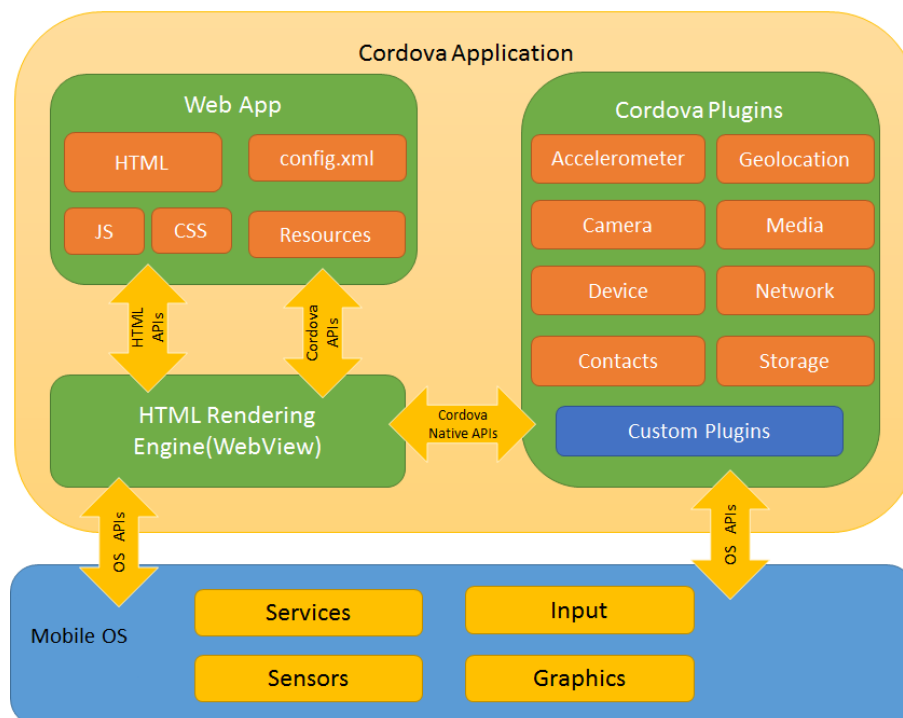 Cordova Application
Web App
HTML
config.xml
JS
CSS
Resources
HTML
APIs
Cordova
APIs
HTML Rendering
Engine(WebView)
Cordova
Native APIs
Cordova Plugins
Accelerometer
Geolocation
Camera
Media
Device
Network
Contacts
Storage
Custom Plugins
OS APIs
OS APIs
Mobile OS
Services
Input
Sensors
Graphics